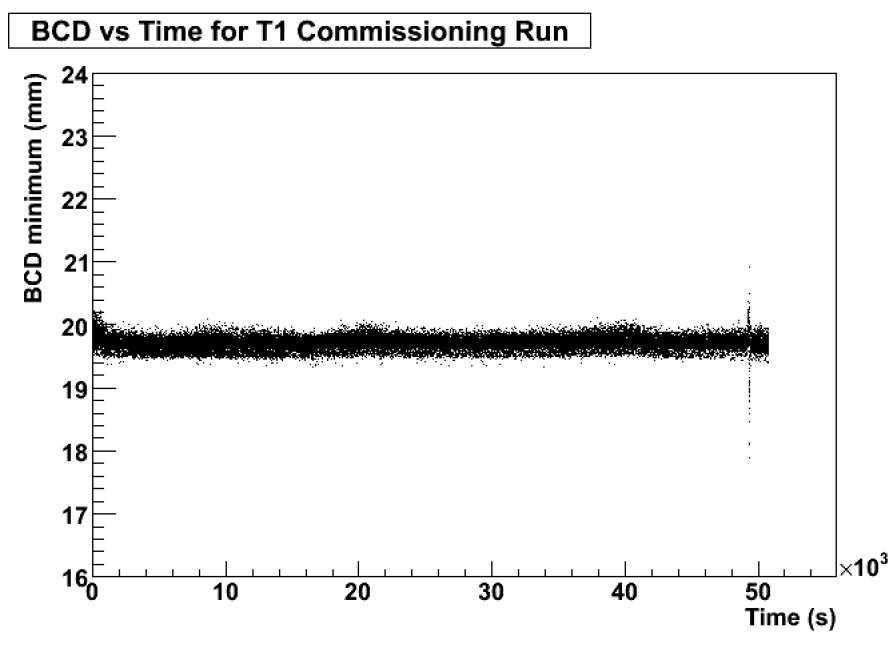 BCD vs Time for T1 Commissioning Run
BCD minimum (mm)
24
23
22
21
20
19
18
17
16
0 10 20 30 40 50
×10³
Time (s)